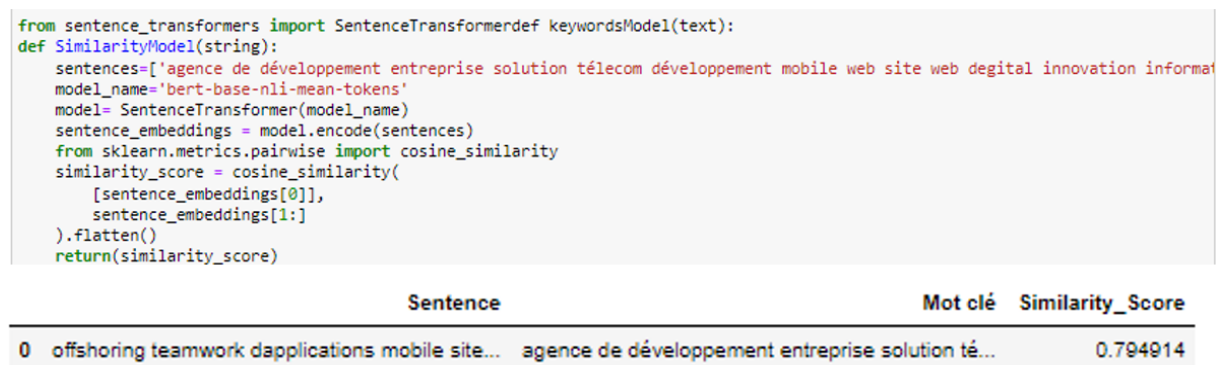 from sentence_transformers import SentenceTransformerdef keywordsModel(text):
def SimilarityModel(string):
sentences=['agence de développement entreprise solution télecom développement mobile web site web degital innovation informat
model_name='bert-base-nli-mean-tokens'
model= SentenceTransformer(model_name)
sentence_embeddings = model.encode(sentences)
from sklearn.metrics.pairwise import cosine_similarity
similarity_score = cosine_similarity(
[sentence_embeddings[0]],
sentence_embeddings[1:]
).flatten()
return(similarity_score)
Sentence Mot clé Similarity_Score
0 offshoring teamwork dapplications mobile site... agence de développement entreprise solution té... 0.794914